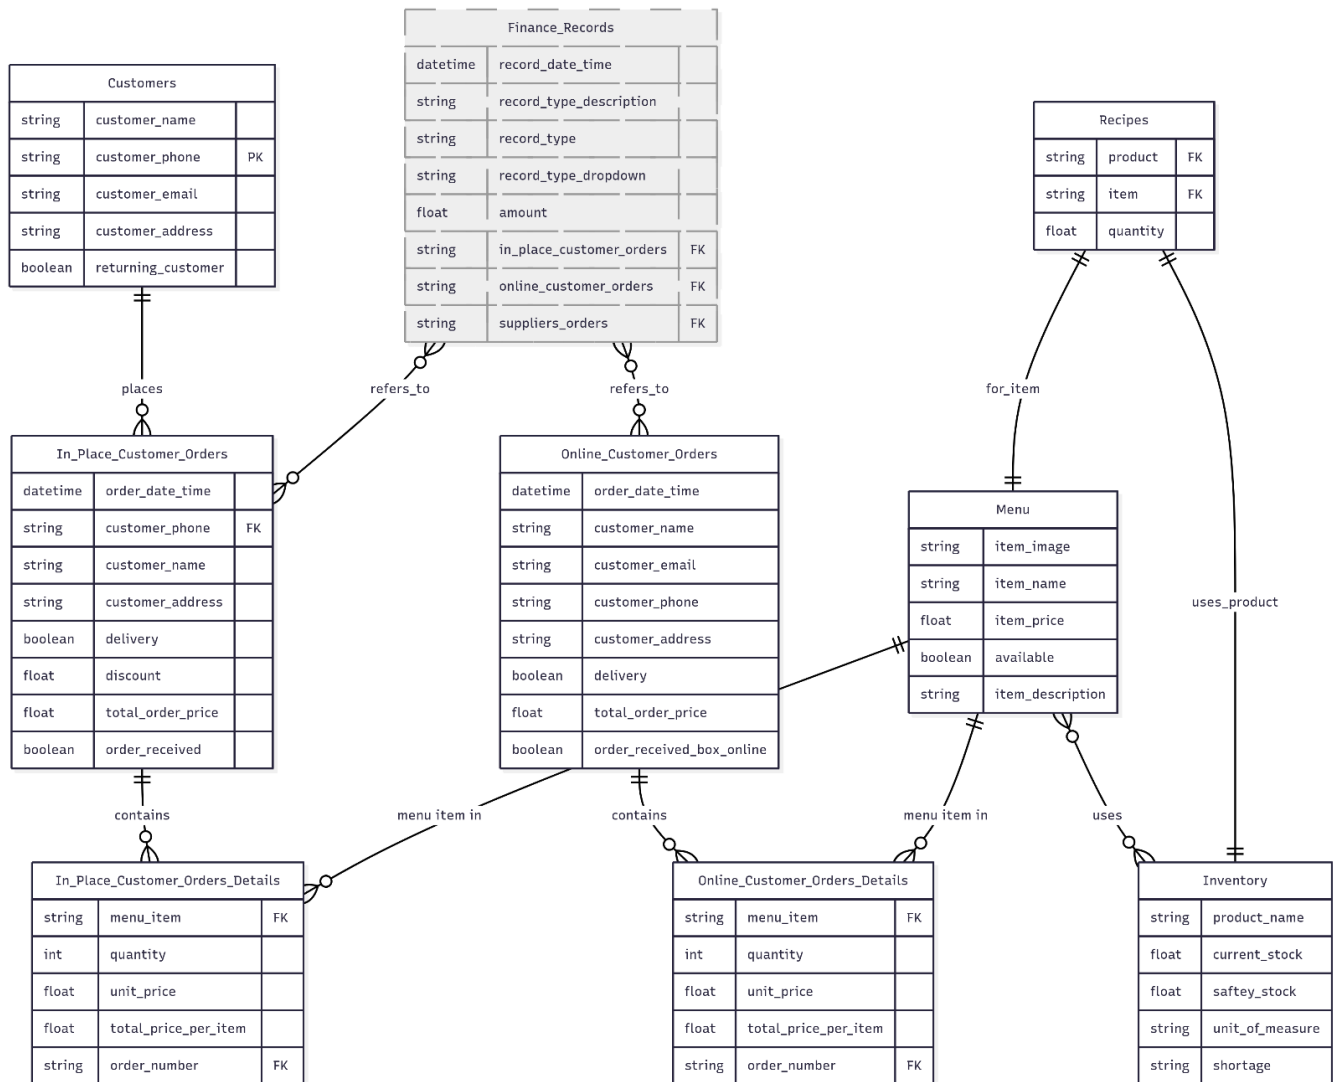 Finance_Records
datetime record_date_time
string record_type_description
string record_type
string record_type_dropdown
float amount
string in_place_customer_orders FK
string online_customer_orders FK
string suppliers_orders FK
Customers
string customer_name
string customer_phone PK
string customer_email
string customer_address
boolean returning_customer
Recipes
string product FK
string item FK
float quantity
places
refers_to
refers_to
for_item
In_Place_Customer_Orders
datetime order_date_time
string customer_phone FK
string customer_name
string customer_address
boolean delivery
float discount
float total_order_price
boolean order_received
Online_Customer_Orders
datetime order_date_time
string customer_name
string customer_email
string customer_phone
string customer_address
boolean delivery
float total_order_price
boolean order_received_box_online
Menu
string item_image
string item_name
float item_price
boolean available
string item_description
uses_product
contains
menu item in
contains
menu item in
uses
In_Place_Customer_Orders_Details
string menu_item FK
int quantity
float unit_price
float total_price_per_item
string order_number FK
Online_Customer_Orders_Details
string menu_item FK
int quantity
float unit_price
float total_price_per_item
string order_number FK
Inventory
string product_name
float current_stock
float saftey_stock
string unit_of_measure
string shortage